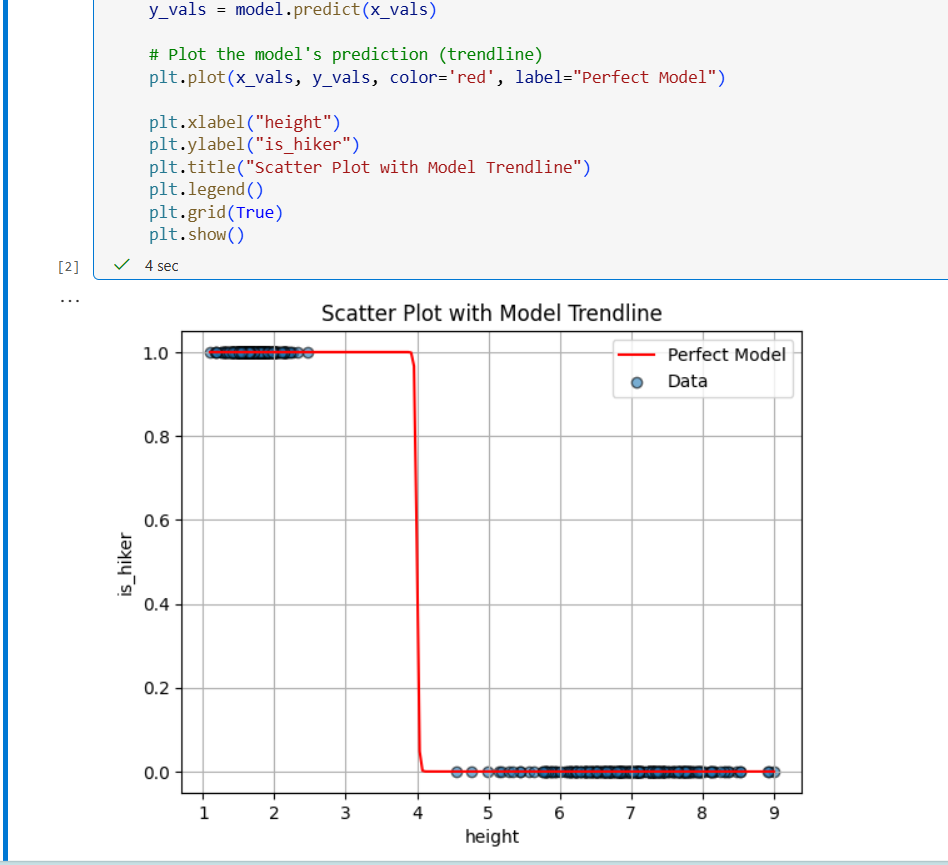 y_vals = model.predict(x_vals)
# Plot the model's prediction (trendline)
plt.plot(x_vals, y_vals, color='red', label="Perfect Model")
plt.xlabel("height")
plt.ylabel("is_hiker")
plt.title("Scatter Plot with Model Trendline")
plt.legend()
plt.grid(True)
plt.show()
[2]
4 sec
...
Scatter Plot with Model Trendline
Perfect Model
Data
1.0
0.8
0.6
0.4
0.2
0.0
is_hiker
1 2 3 4 5 6 7 8 9
height